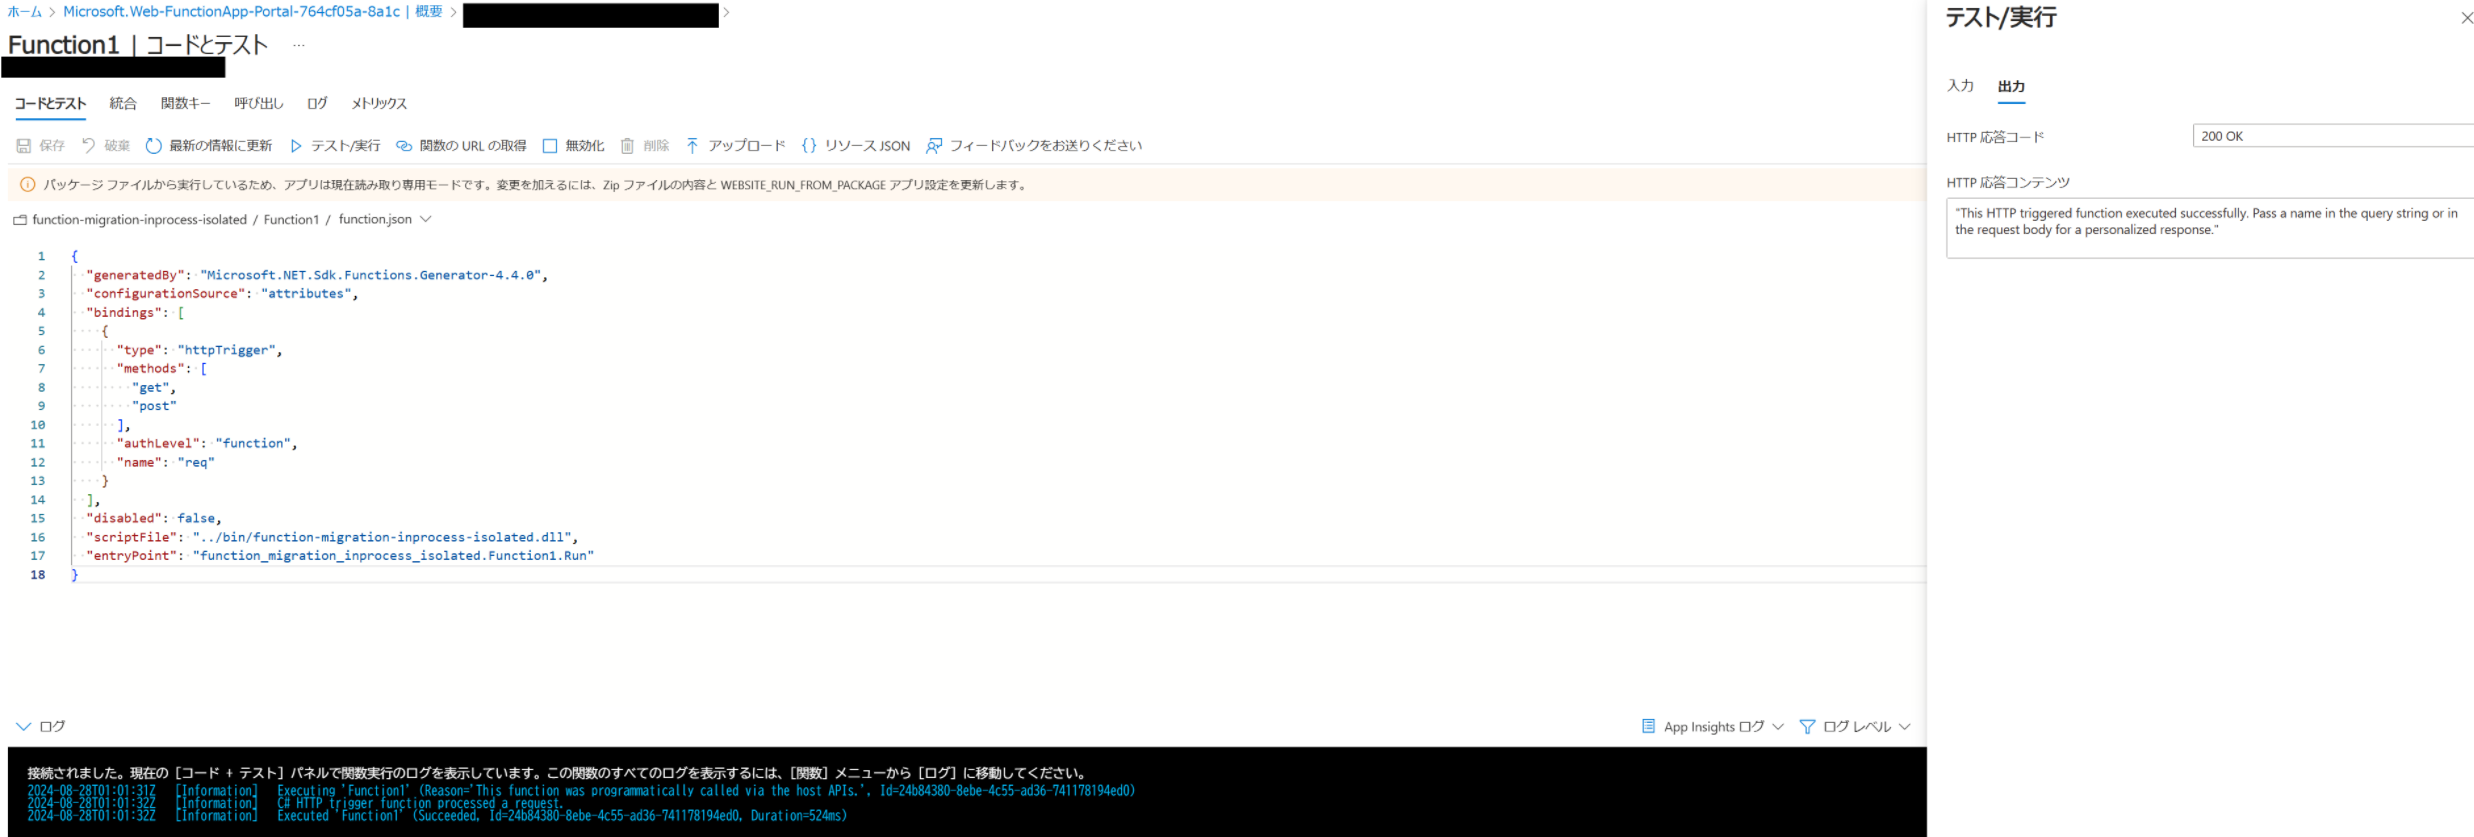 ホーム > Microsoft.Web-FunctionApp-Portal-764cf05a-8a1c | 概要 > >
Function1 | コードとテスト ...
コードとテスト 統合 関数キー 呼び出し ログ メトリックス
保存 破棄 最新の情報に更新 テスト/実行 関数の URL の取得 無効化 削除 アップロード {} リソース JSON フィードバックをお送りください
パッケージ ファイルから実行しているため、アプリは現在読み取り専用モードです。変更を加えるには、Zip ファイルの内容と WEBSITE_RUN_FROM_PACKAGE アプリ設定を更新します。
function-migration-inprocess-isolated / Function1 / function.json
1 {
2 "generatedBy": "Microsoft.NET.Sdk.Functions.Generator-4.4.0",
3 "configurationSource": "attributes",
4 "bindings": [
5 {
6 "type": "httpTrigger",
7 "methods": [
8 "get",
9 "post"
10 ],
11 "authLevel": "function",
12 "name": "req"
13 }
14 ],
15 "disabled": false,
16 "scriptFile": "../bin/function-migration-inprocess-isolated.dll",
17 "entryPoint": "function_migration_inprocess_isolated.Function1.Run"
18 }
ログ App Insights ログ ログ レベル
接続されました。現在の [コード + テスト] パネルで関数実行のログを表示しています。この関数のすべてのログを表示するには、[関数] メニューから [ログ] に移動してください。
2024-08-28T01:01:31Z [Information] Executing 'Function1' (Reason='This function was programmatically called via the host APIs.', Id=24b84380-8ebe-4c55-ad36-741178194ed0)
2024-08-28T01:01:32Z [Information] C# HTTP trigger function processed a request.
2024-08-28T01:01:32Z [Information] Executed 'Function1' (Succeeded, Id=24b84380-8ebe-4c55-ad36-741178194ed0, Duration=524ms)
テスト/実行
入力 出力
HTTP 応答コード 200 OK
HTTP 応答コンテンツ
"This HTTP triggered function executed successfully. Pass a name in the query string or in
the request body for a personalized response."